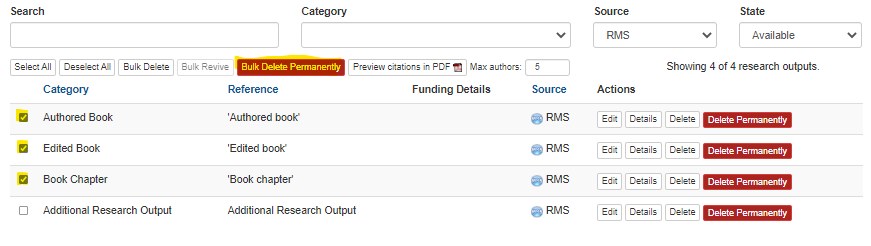 Search Category Source State
RMS Available
Select All Deselect All Bulk Delete Bulk Revive Bulk Delete Permanently Preview citations in PDF Max authors: 5 Showing 4 of 4 research outputs.
Category Reference Funding Details Source Actions
Authored Book 'Authored book' RMS Edit Details Delete Delete Permanently
Edited Book 'Edited book' RMS Edit Details Delete Delete Permanently
Book Chapter 'Book chapter' RMS Edit Details Delete Delete Permanently
Additional Research Output Additional Research Output RMS Edit Details Delete Delete Permanently